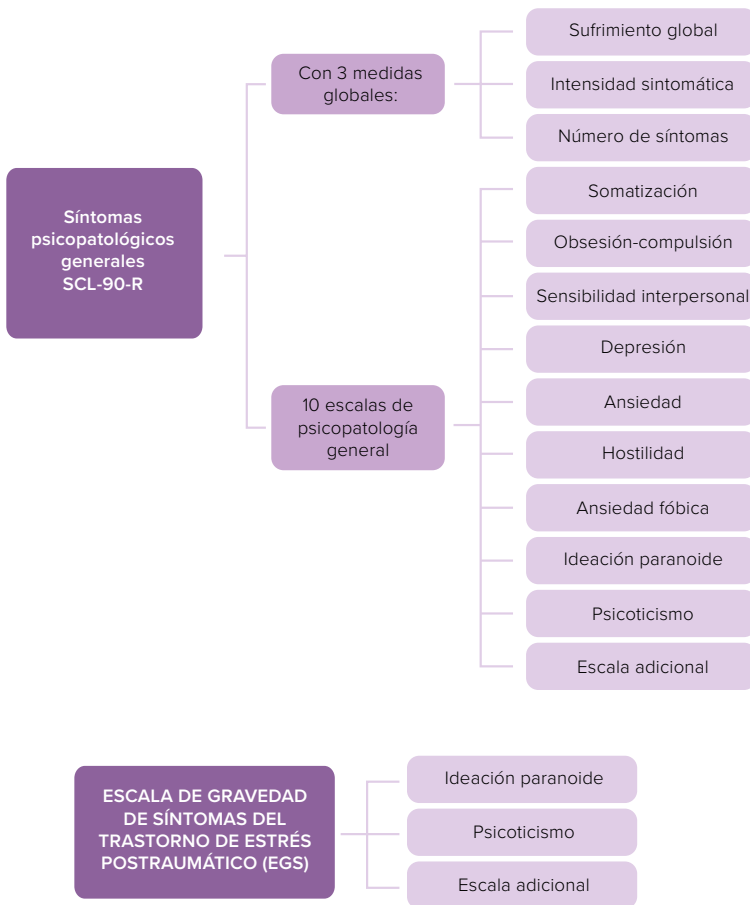 Síntomas
psicopatológicos
generales
SCL-90-R
Con 3 medidas
globales:
Sufrimiento global
Intensidad sintomática
Número de síntomas
10 escalas de
psicopatología
general
Somatización
Obsesión-compulsión
Sensibilidad interpersonal
Depresión
Ansiedad
Hostilidad
Ansiedad fóbica
Ideación paranoide
Psicoticismo
Escala adicional
ESCALA DE GRAVEDAD
DE SÍNTOMAS DEL
TRASTORNO DE ESTRÉS
POSTRAUMÁTICO (EGS)
Ideación paranoide
Psicoticismo
Escala adicional